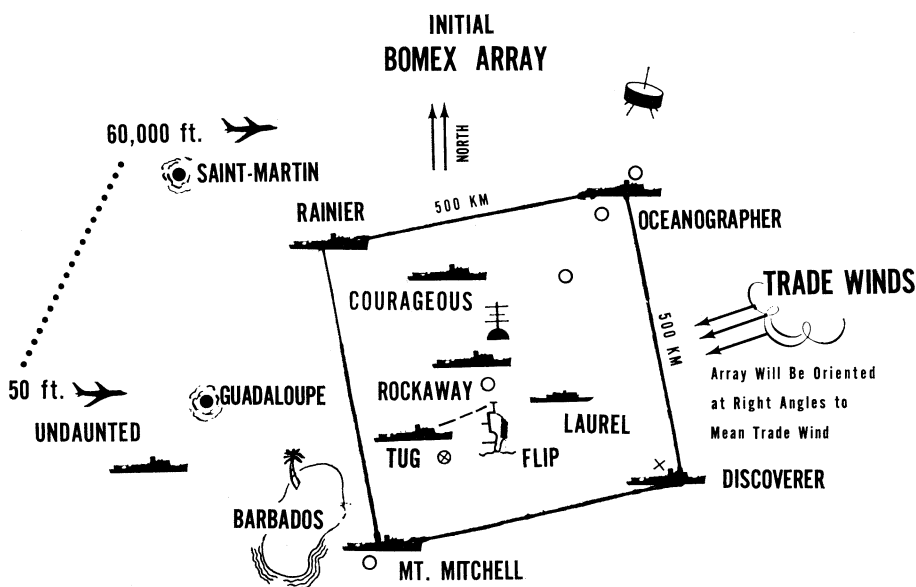 INITIAL
BOMEX ARRAY
60,000 ft.
NORTH
SAINT-MARTIN
RAINIER
500 KM
OCEANOGRAPHER
COURAGEOUS
TRADE WINDS
500 KM
Array Will Be Oriented
at Right Angles to
Mean Trade Wind
50 ft.
GUADALOUPE
ROCKAWAY
LAUREL
UNDAUNTED
TUG
FLIP
DISCOVERER
BARBADOS
MT. MITCHELL